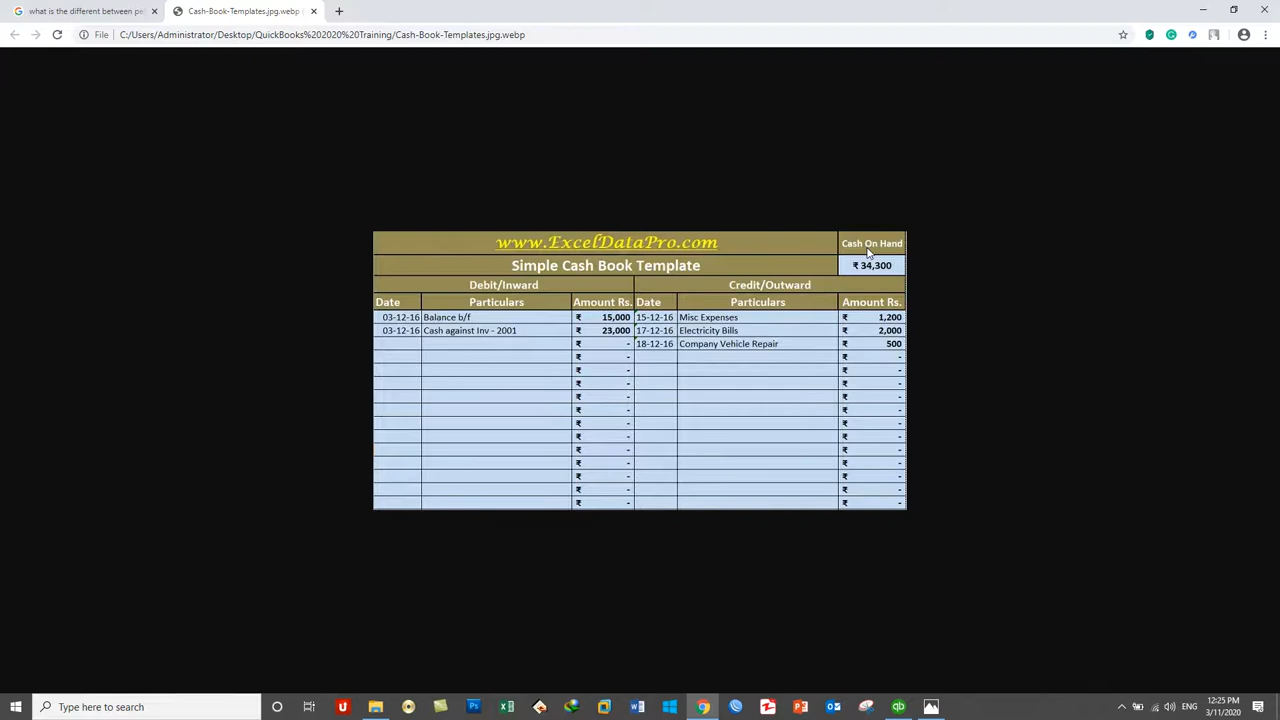 what is the different between pe
Cash-Book-Templates.jpg.webp
File C:/Users/Administrator/Desktop/QuickBooks%202020%20Training/Cash-Book-Templates.jpg.webp
www.ExcelDataPro.com
Cash On Hand
Simple Cash Book Template
₹ 34,300
Debit/Inward Credit/Outward
Date Particulars Amount Rs. Date Particulars Amount Rs.
03-12-16 Balance b/f ₹ 15,000 15-12-16 Misc Expenses ₹ 1,200
03-12-16 Cash against Inv - 2001 ₹ 23,000 17-12-16 Electricity Bills ₹ 2,000
₹ - 18-12-16 Company Vehicle Repair ₹ 500
₹ - ₹ -
₹ - ₹ -
₹ - ₹ -
₹ - ₹ -
₹ - ₹ -
₹ - ₹ -
₹ - ₹ -
₹ - ₹ -
₹ - ₹ -
₹ - ₹ -
₹ - ₹ -
₹ - ₹ -
Type here to search
ENG
12:25 PM
3/11/2020